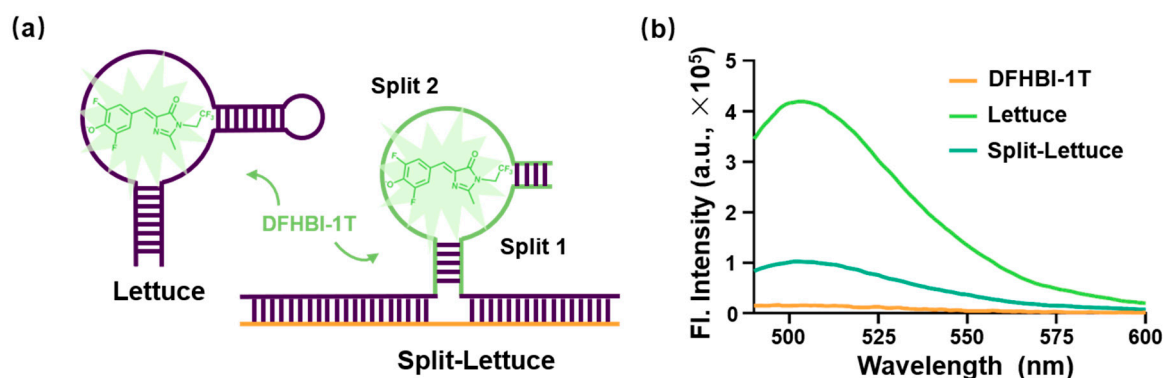 (a)
F
O
F
O
N
N
CF3
DFHBI-1T
Lettuce
Split 2
F
O
F
O
N
N
CF3
Split 1
Split-Lettuce
(b)
Fl. Intensity (a.u., ×10⁵)
5
4
3
2
1
0
500
525
550
575
600
Wavelength (nm)
DFHBI-1T
Lettuce
Split-Lettuce